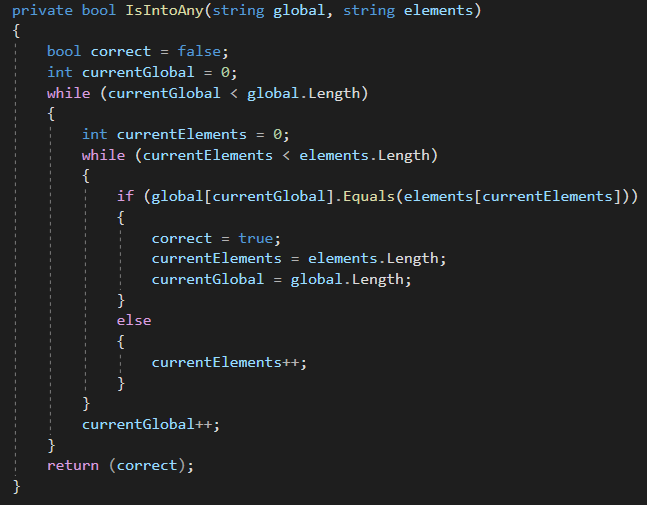 private bool IsIntoAny(string global, string elements)
{
    bool correct = false;
    int currentGlobal = 0;
    while (currentGlobal < global.Length)
    {
        int currentElements = 0;
        while (currentElements < elements.Length)
        {
            if (global[currentGlobal].Equals(elements[currentElements]))
            {
                correct = true;
                currentElements = elements.Length;
                currentGlobal = global.Length;
            }
            else
            {
                currentElements++;
            }
        }
        currentGlobal++;
    }
    return (correct);
}